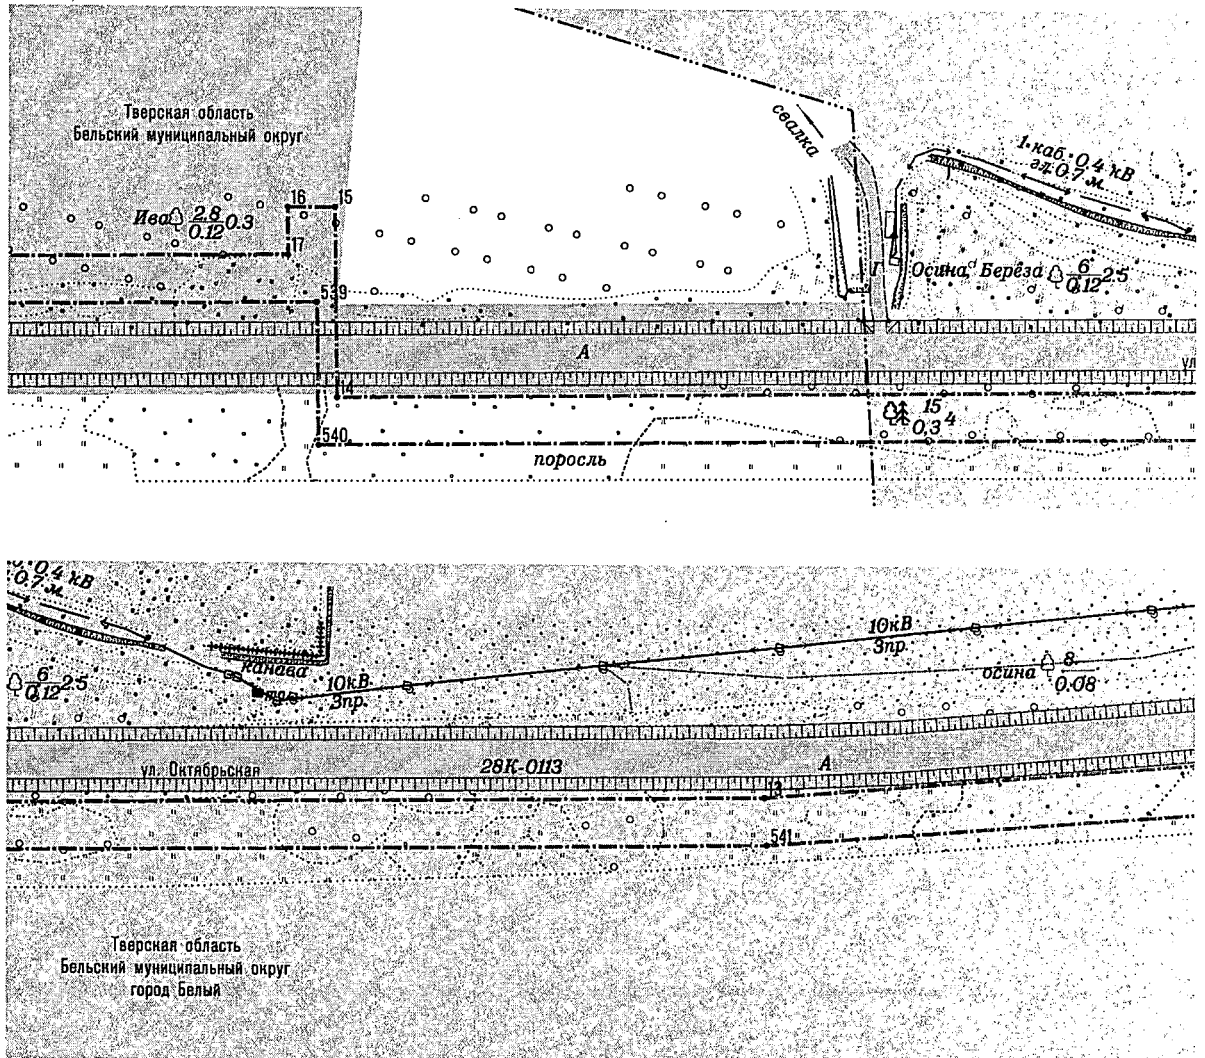 Тверская область
Бельский муниципальный округ
свалка
1 каб. 0.4 кВ
гл. 0.7 м.
16
15
Ива 2.8 0.3
0.12
17
Г
Осина, Берёза 6 2.5
0.12
539
А
ул
14
15 4
0.3
540
поросль
0.4 кВ
0.7 м.
10кВ
3пр.
канава
6 2.5
0.12
10кВ
3пр.
осина 8
0.08
ул. Октябрьская
28К-0113
А
13
541
Тверская область
Бельский муниципальный округ
город Белый